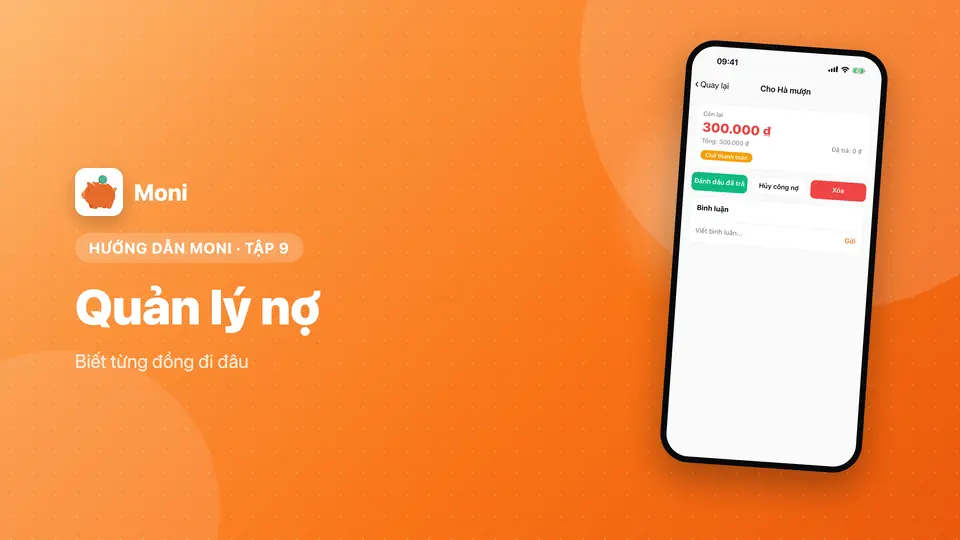 Moni
HƯỚNG DẪN MONI · TẬP 9
Quản lý nợ
Biết từng đồng đi đâu
09:41
‹ Quay lại
Cho Hà mượn
Còn lại
300.000 ₫
Tổng: 300.000 ₫
Đã trả: 0 ₫
Chờ thanh toán
Đánh dấu đã trả
Hủy công nợ
Xóa
Bình luận
Viết bình luận...
Gửi